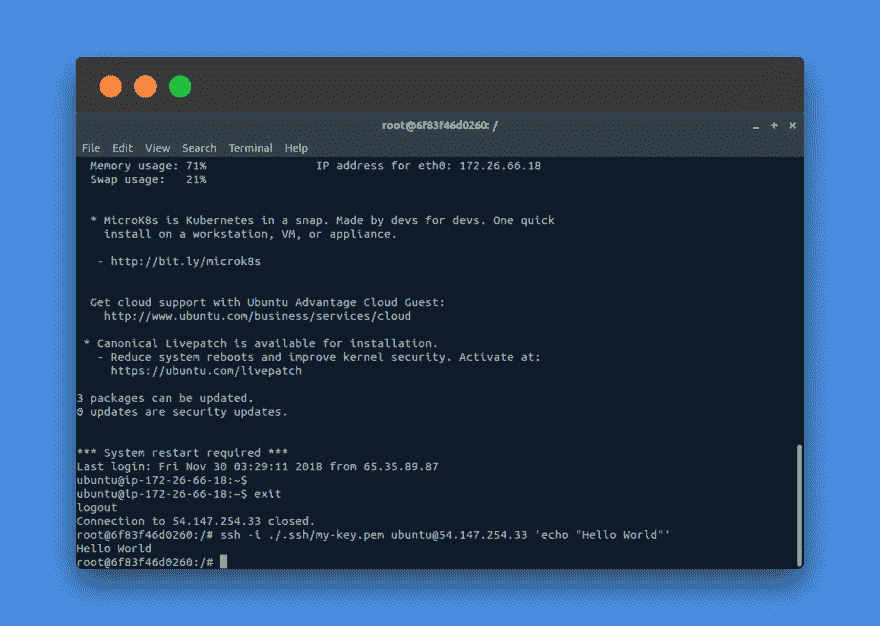 root@6f83f46d0260: /
File Edit View Search Terminal Help
Memory usage: 71% IP address for eth0: 172.26.66.18
Swap usage: 21%
* MicroK8s is Kubernetes in a snap. Made by devs for devs. One quick
install on a workstation, VM, or appliance.
- http://bit.ly/microk8s
Get cloud support with Ubuntu Advantage Cloud Guest:
http://www.ubuntu.com/business/services/cloud
* Canonical Livepatch is available for installation.
- Reduce system reboots and improve kernel security. Activate at:
https://ubuntu.com/livepatch
3 packages can be updated.
0 updates are security updates.
*** System restart required ***
Last login: Fri Nov 30 03:29:11 2018 from 65.35.89.87
ubuntu@ip-172-26-66-18:~$
ubuntu@ip-172-26-66-18:~$ exit
logout
Connection to 54.147.254.33 closed.
root@6f83f46d0260:/# ssh -i ./.ssh/my-key.pem ubuntu@54.147.254.33 'echo "Hello World"'
Hello World
root@6f83f46d0260:/#